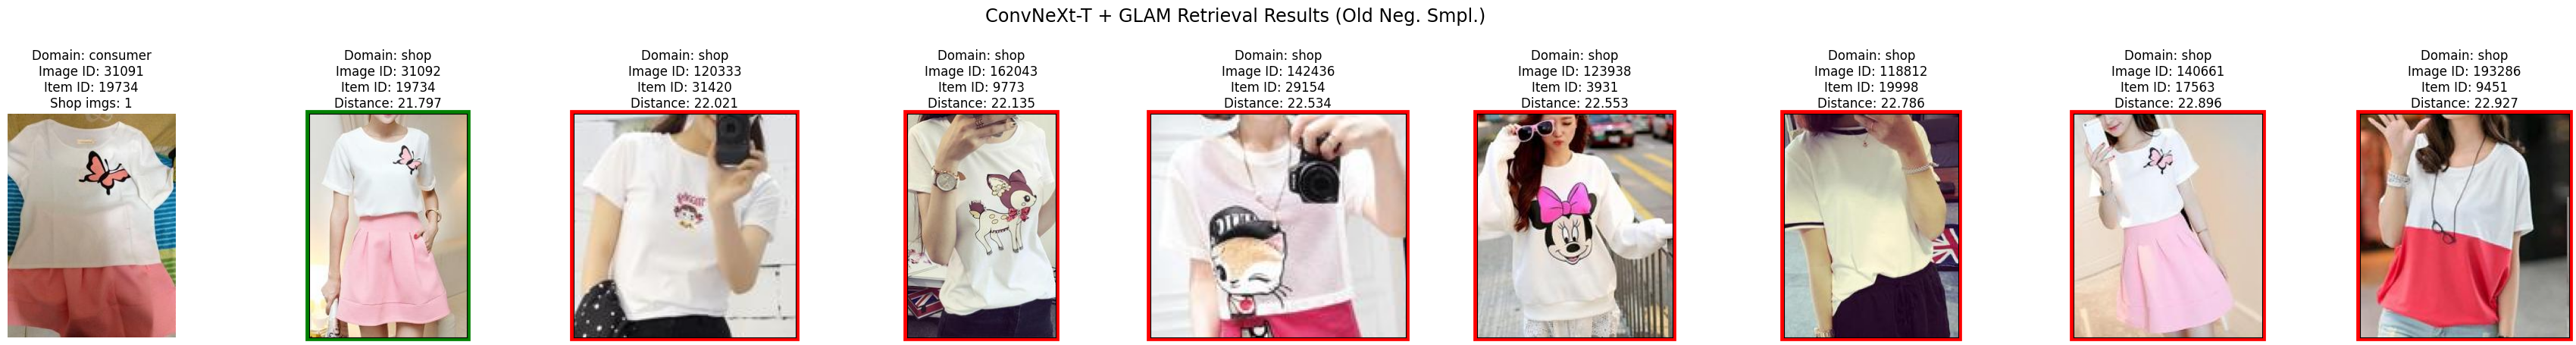 ConvNeXt-T + GLAM Retrieval Results (Old Neg. Smpl.)
Domain: consumer
Image ID: 31091
Item ID: 19734
Shop imgs: 1
Domain: shop
Image ID: 31092
Item ID: 19734
Distance: 21.797
Domain: shop
Image ID: 120333
Item ID: 31420
Distance: 22.021
Domain: shop
Image ID: 162043
Item ID: 9773
Distance: 22.135
Domain: shop
Image ID: 142436
Item ID: 29154
Distance: 22.534
Domain: shop
Image ID: 123938
Item ID: 3931
Distance: 22.553
Domain: shop
Image ID: 118812
Item ID: 19998
Distance: 22.786
Domain: shop
Image ID: 140661
Item ID: 17563
Distance: 22.896
Domain: shop
Image ID: 193286
Item ID: 9451
Distance: 22.927